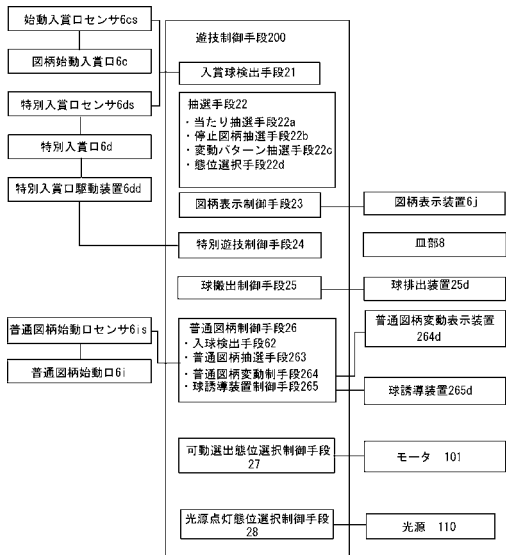 始動入賞口センサ6cs
図柄始動入賞口6c
特別入賞口センサ6ds
特別入賞口6d
特別入賞口駆動装置6dd
普通図柄始動口センサ6is
普通図柄始動口6i
遊技制御手段200
入賞球検出手段21
抽選手段22
・当たり抽選手段22a
・停止図柄抽選手段22b
・変動パターン抽選手段22c
・態位選択手段22d
図柄表示制御手段23
特別遊技制御手段24
球搬出制御手段25
普通図柄制御手段26
・入球検出手段62
・普通図柄抽選手段263
・普通図柄変動制手段264
・球誘導装置制御手段265
可動選出態位選択制御手段
27
光源点灯態位選択制御手段
28
図柄表示装置6j
皿部8
球排出装置25d
普通図柄変動表示装置
264d
球誘導装置265d
モータ 101
光源 110